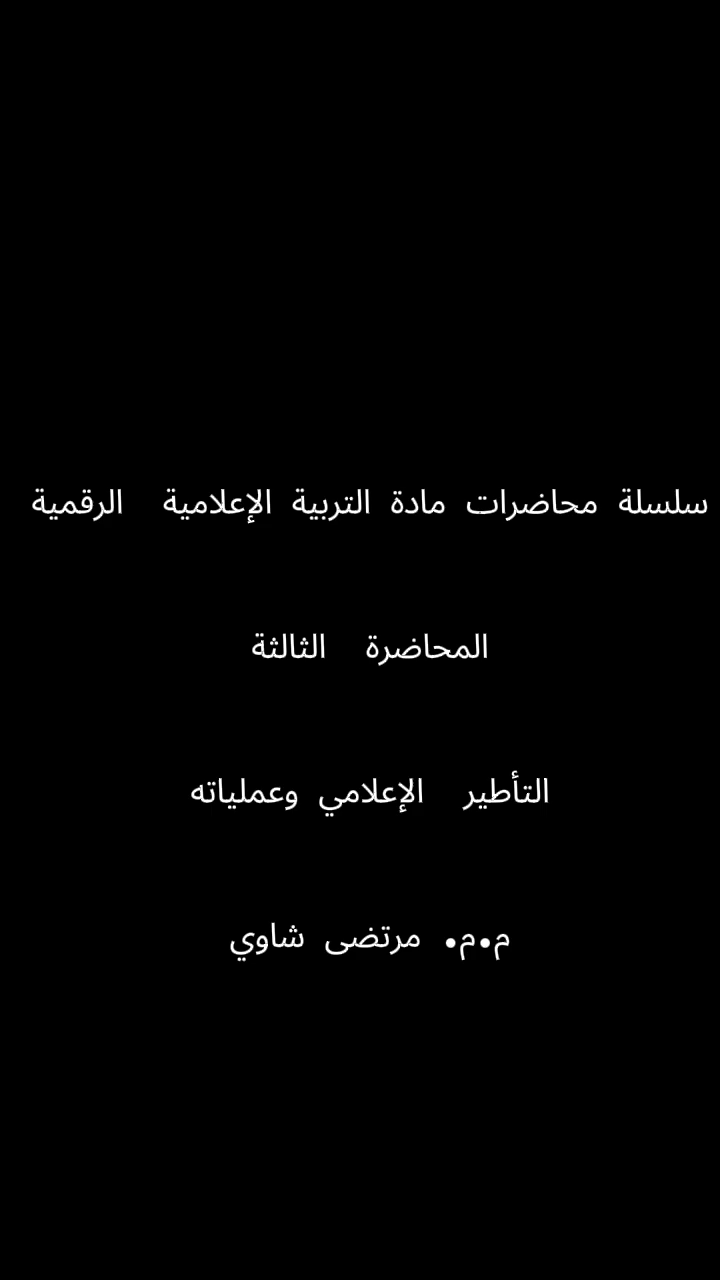 سلسلة محاضرات مادة التربية الإعلامية الرقمية
المحاضرة الثالثة
التأطير الإعلامي وعملياته
م.م. مرتضى شاوي